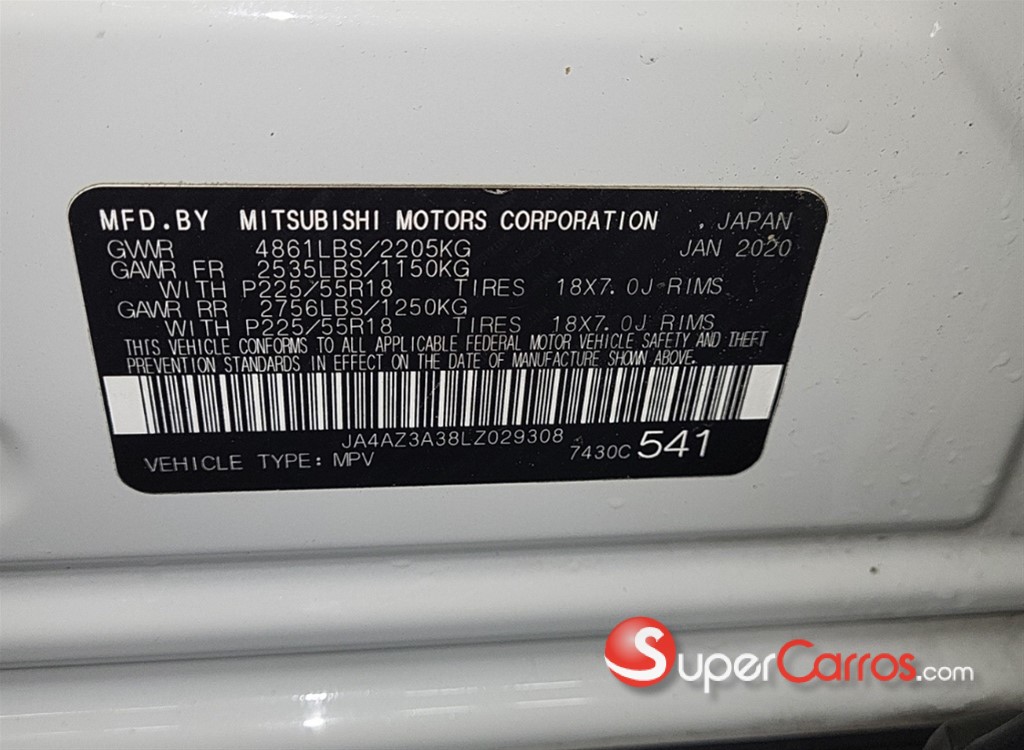 MFD.BY MITSUBISHI MOTORS CORPORATION . JAPAN
GVWR 4861LBS/2205KG JAN 2020
GAWR FR 2535LBS/1150KG
WITH P225/55R18 TIRES 18X7.0J RIMS
GAWR RR 2756LBS/1250KG
WITH P225/55R18 TIRES 18X7.0J RIMS
THIS VEHICLE CONFORMS TO ALL APPLICABLE FEDERAL MOTOR VEHICLE SAFETY AND THEFT
PREVENTION STANDARDS IN EFFECT ON THE DATE OF MANUFACTURE SHOWN ABOVE.
JA4AZ3A38LZ029308
VEHICLE TYPE: MPV 7430C 541
SuperCarros.com